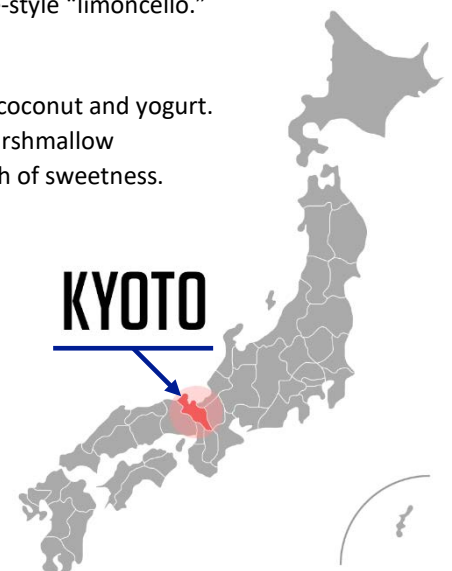 -style “limoncello.”
coconut and yogurt.
rshmallow
h of sweetness.
KYOTO